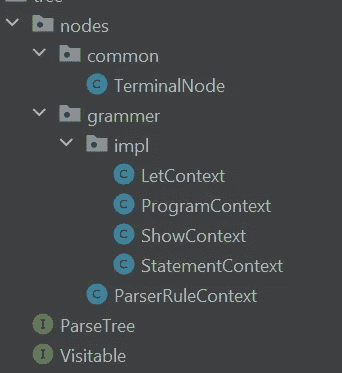 nodes
common
C TerminalNode
grammer
impl
C LetContext
C ProgramContext
C ShowContext
C StatementContext
C ParserRuleContext
I ParseTree
I Visitable